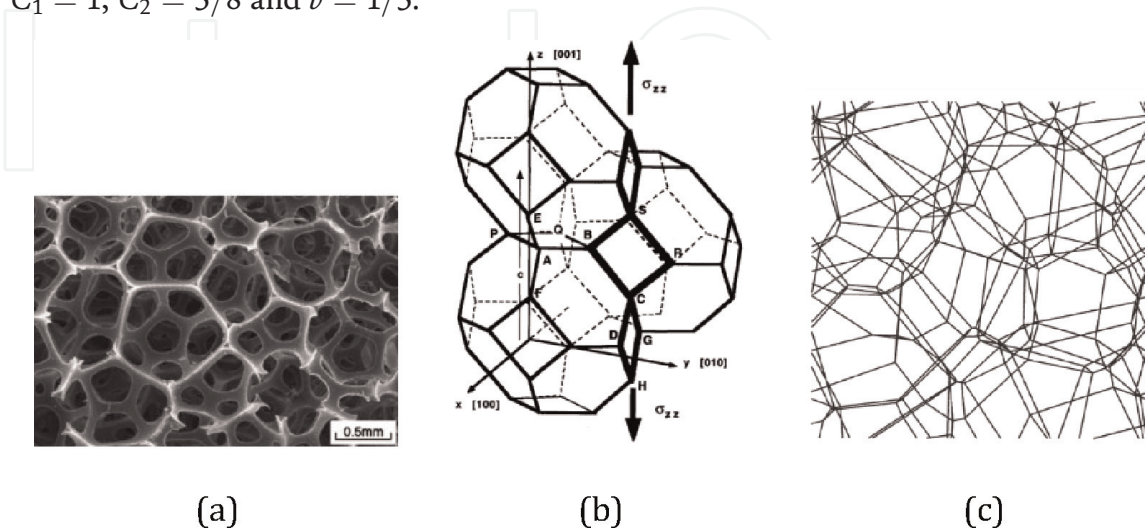 C₁ = 1, C₂ = 3/8 and ν = 1/3.
z [001]
σzz
E
S
P
Q
B
R
A
c
F
C
D
G
y [010]
x [100]
H
σzz
0.5mm
(a)
(b)
(c)